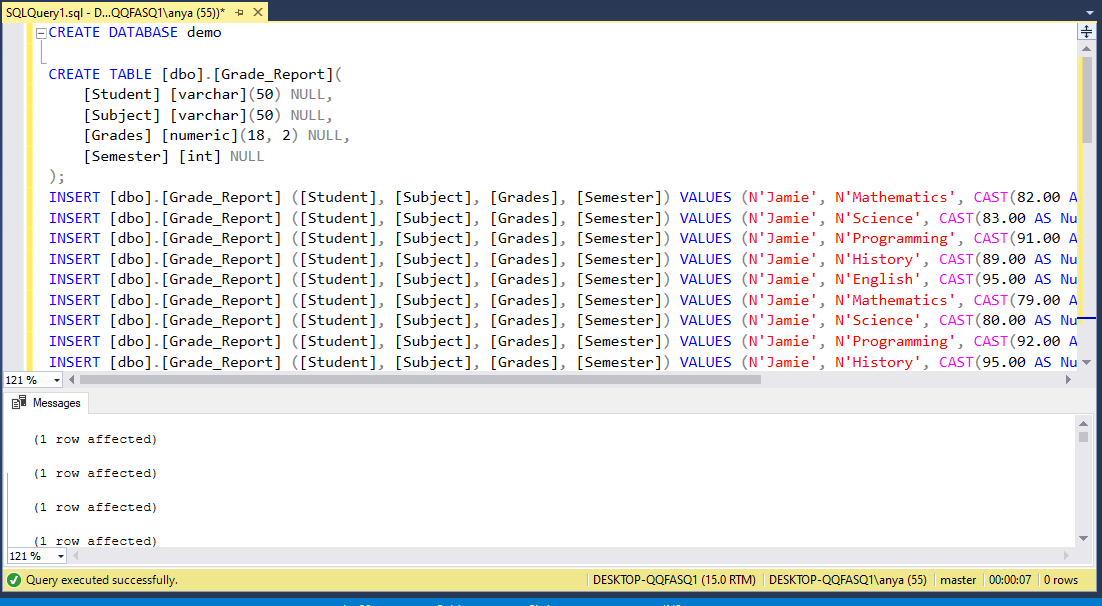 SQLQuery1.sql - D...QQFASQ1\anya (55))*
CREATE DATABASE demo
CREATE TABLE [dbo].[Grade_Report](
[Student] [varchar](50) NULL,
[Subject] [varchar](50) NULL,
[Grades] [numeric](18, 2) NULL,
[Semester] [int] NULL
);
INSERT [dbo].[Grade_Report] ([Student], [Subject], [Grades], [Semester]) VALUES (N'Jamie', N'Mathematics', CAST(82.00 A
INSERT [dbo].[Grade_Report] ([Student], [Subject], [Grades], [Semester]) VALUES (N'Jamie', N'Science', CAST(83.00 AS Nu
INSERT [dbo].[Grade_Report] ([Student], [Subject], [Grades], [Semester]) VALUES (N'Jamie', N'Programming', CAST(91.00 A
INSERT [dbo].[Grade_Report] ([Student], [Subject], [Grades], [Semester]) VALUES (N'Jamie', N'History', CAST(89.00 AS Nu
INSERT [dbo].[Grade_Report] ([Student], [Subject], [Grades], [Semester]) VALUES (N'Jamie', N'English', CAST(95.00 AS Nu
INSERT [dbo].[Grade_Report] ([Student], [Subject], [Grades], [Semester]) VALUES (N'Jamie', N'Mathematics', CAST(79.00 A
INSERT [dbo].[Grade_Report] ([Student], [Subject], [Grades], [Semester]) VALUES (N'Jamie', N'Science', CAST(80.00 AS Nu
INSERT [dbo].[Grade_Report] ([Student], [Subject], [Grades], [Semester]) VALUES (N'Jamie', N'Programming', CAST(92.00 A
INSERT [dbo].[Grade_Report] ([Student], [Subject], [Grades], [Semester]) VALUES (N'Jamie', N'History', CAST(95.00 AS Nu
121 %
Messages
(1 row affected)
(1 row affected)
(1 row affected)
(1 row affected)
121 %
Query executed successfully. DESKTOP-QQFASQ1 (15.0 RTM) DESKTOP-QQFASQ1\anya (55) master 00:00:07 0 rows